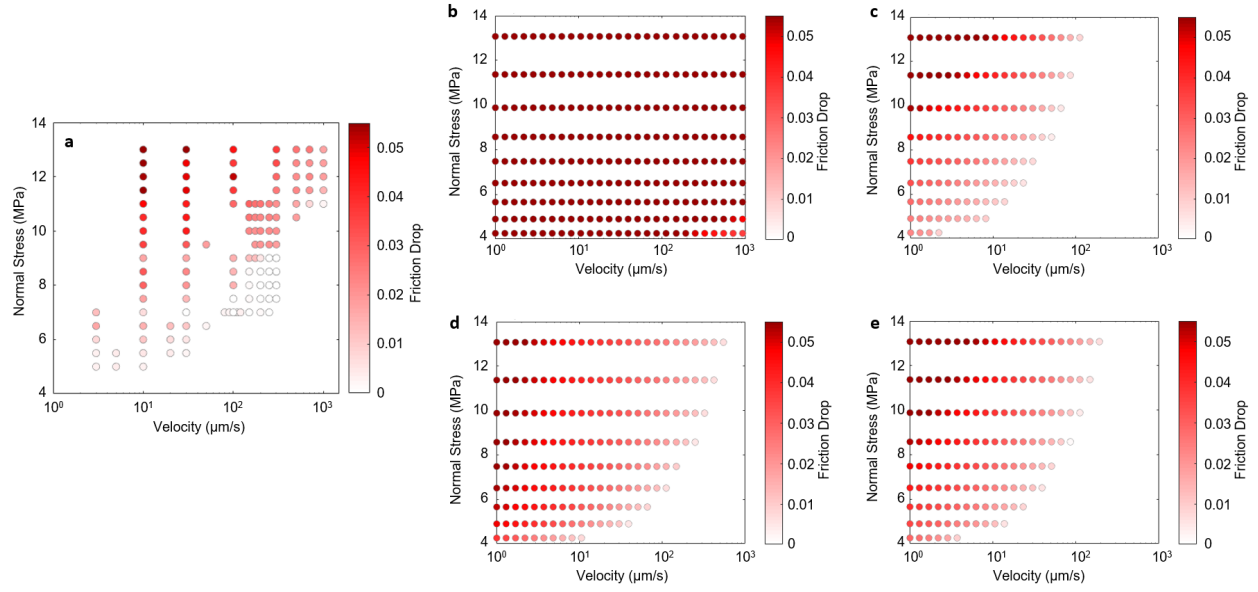 a
14
12
10
8
6
4
Normal Stress (MPa)
10⁰ 10¹ 10² 10³
Velocity (μm/s)
0.05
0.04
0.03
0.02
0.01
0
Friction Drop
b
14
12
10
8
6
4
Normal Stress (MPa)
10⁰ 10¹ 10² 10³
Velocity (μm/s)
0.05
0.04
0.03
0.02
0.01
0
Friction Drop
c
14
12
10
8
6
4
Normal Stress (MPa)
10⁰ 10¹ 10² 10³
Velocity (μm/s)
0.05
0.04
0.03
0.02
0.01
0
Friction Drop
d
14
12
10
8
6
4
Normal Stress (MPa)
10⁰ 10¹ 10² 10³
Velocity (μm/s)
0.05
0.04
0.03
0.02
0.01
0
Friction Drop
e
14
12
10
8
6
4
Normal Stress (MPa)
10⁰ 10¹ 10² 10³
Velocity (μm/s)
0.05
0.04
0.03
0.02
0.01
0
Friction Drop